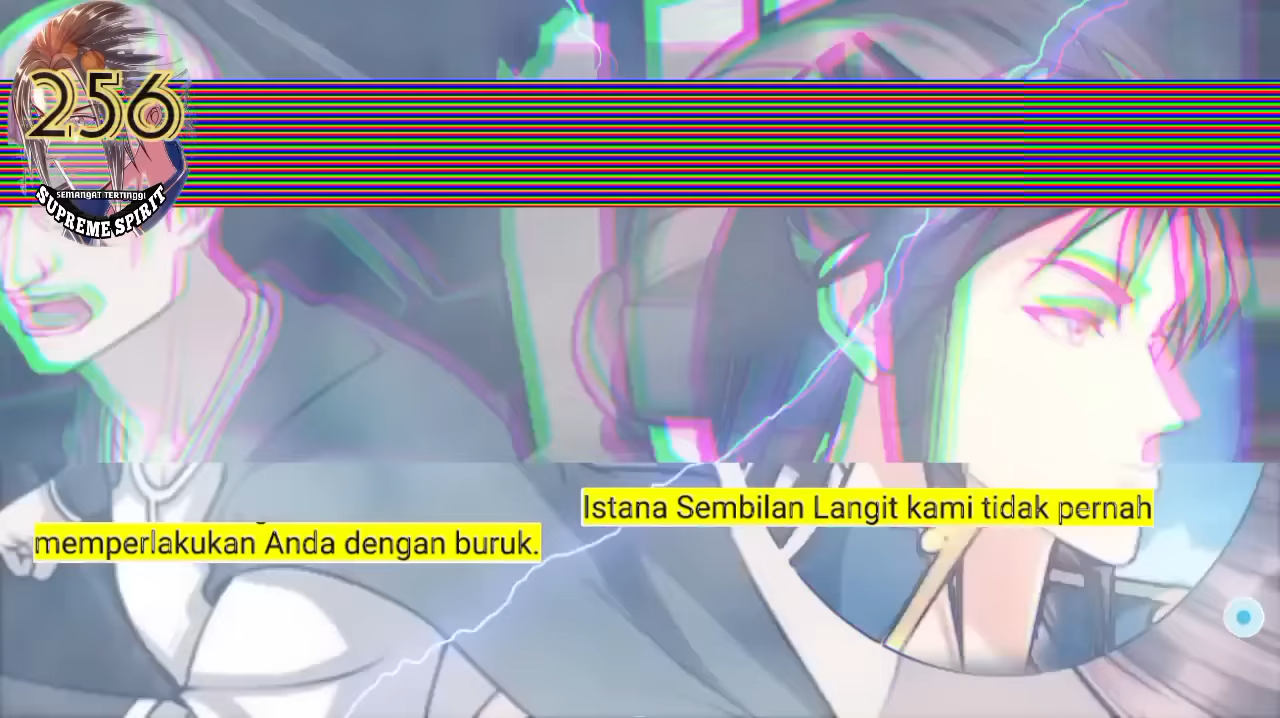 256
SEMANGAT TERTINGGI
SUPREME SPIRIT
Istana Sembilan Langit kami tidak pernah
memperlakukan Anda dengan buruk.